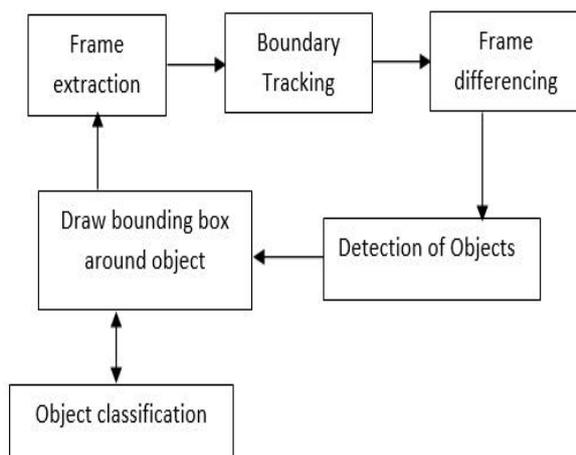 Frame
extraction
Boundary
Tracking
Frame
differencing
Draw bounding box
around object
Detection of Objects
Object classification